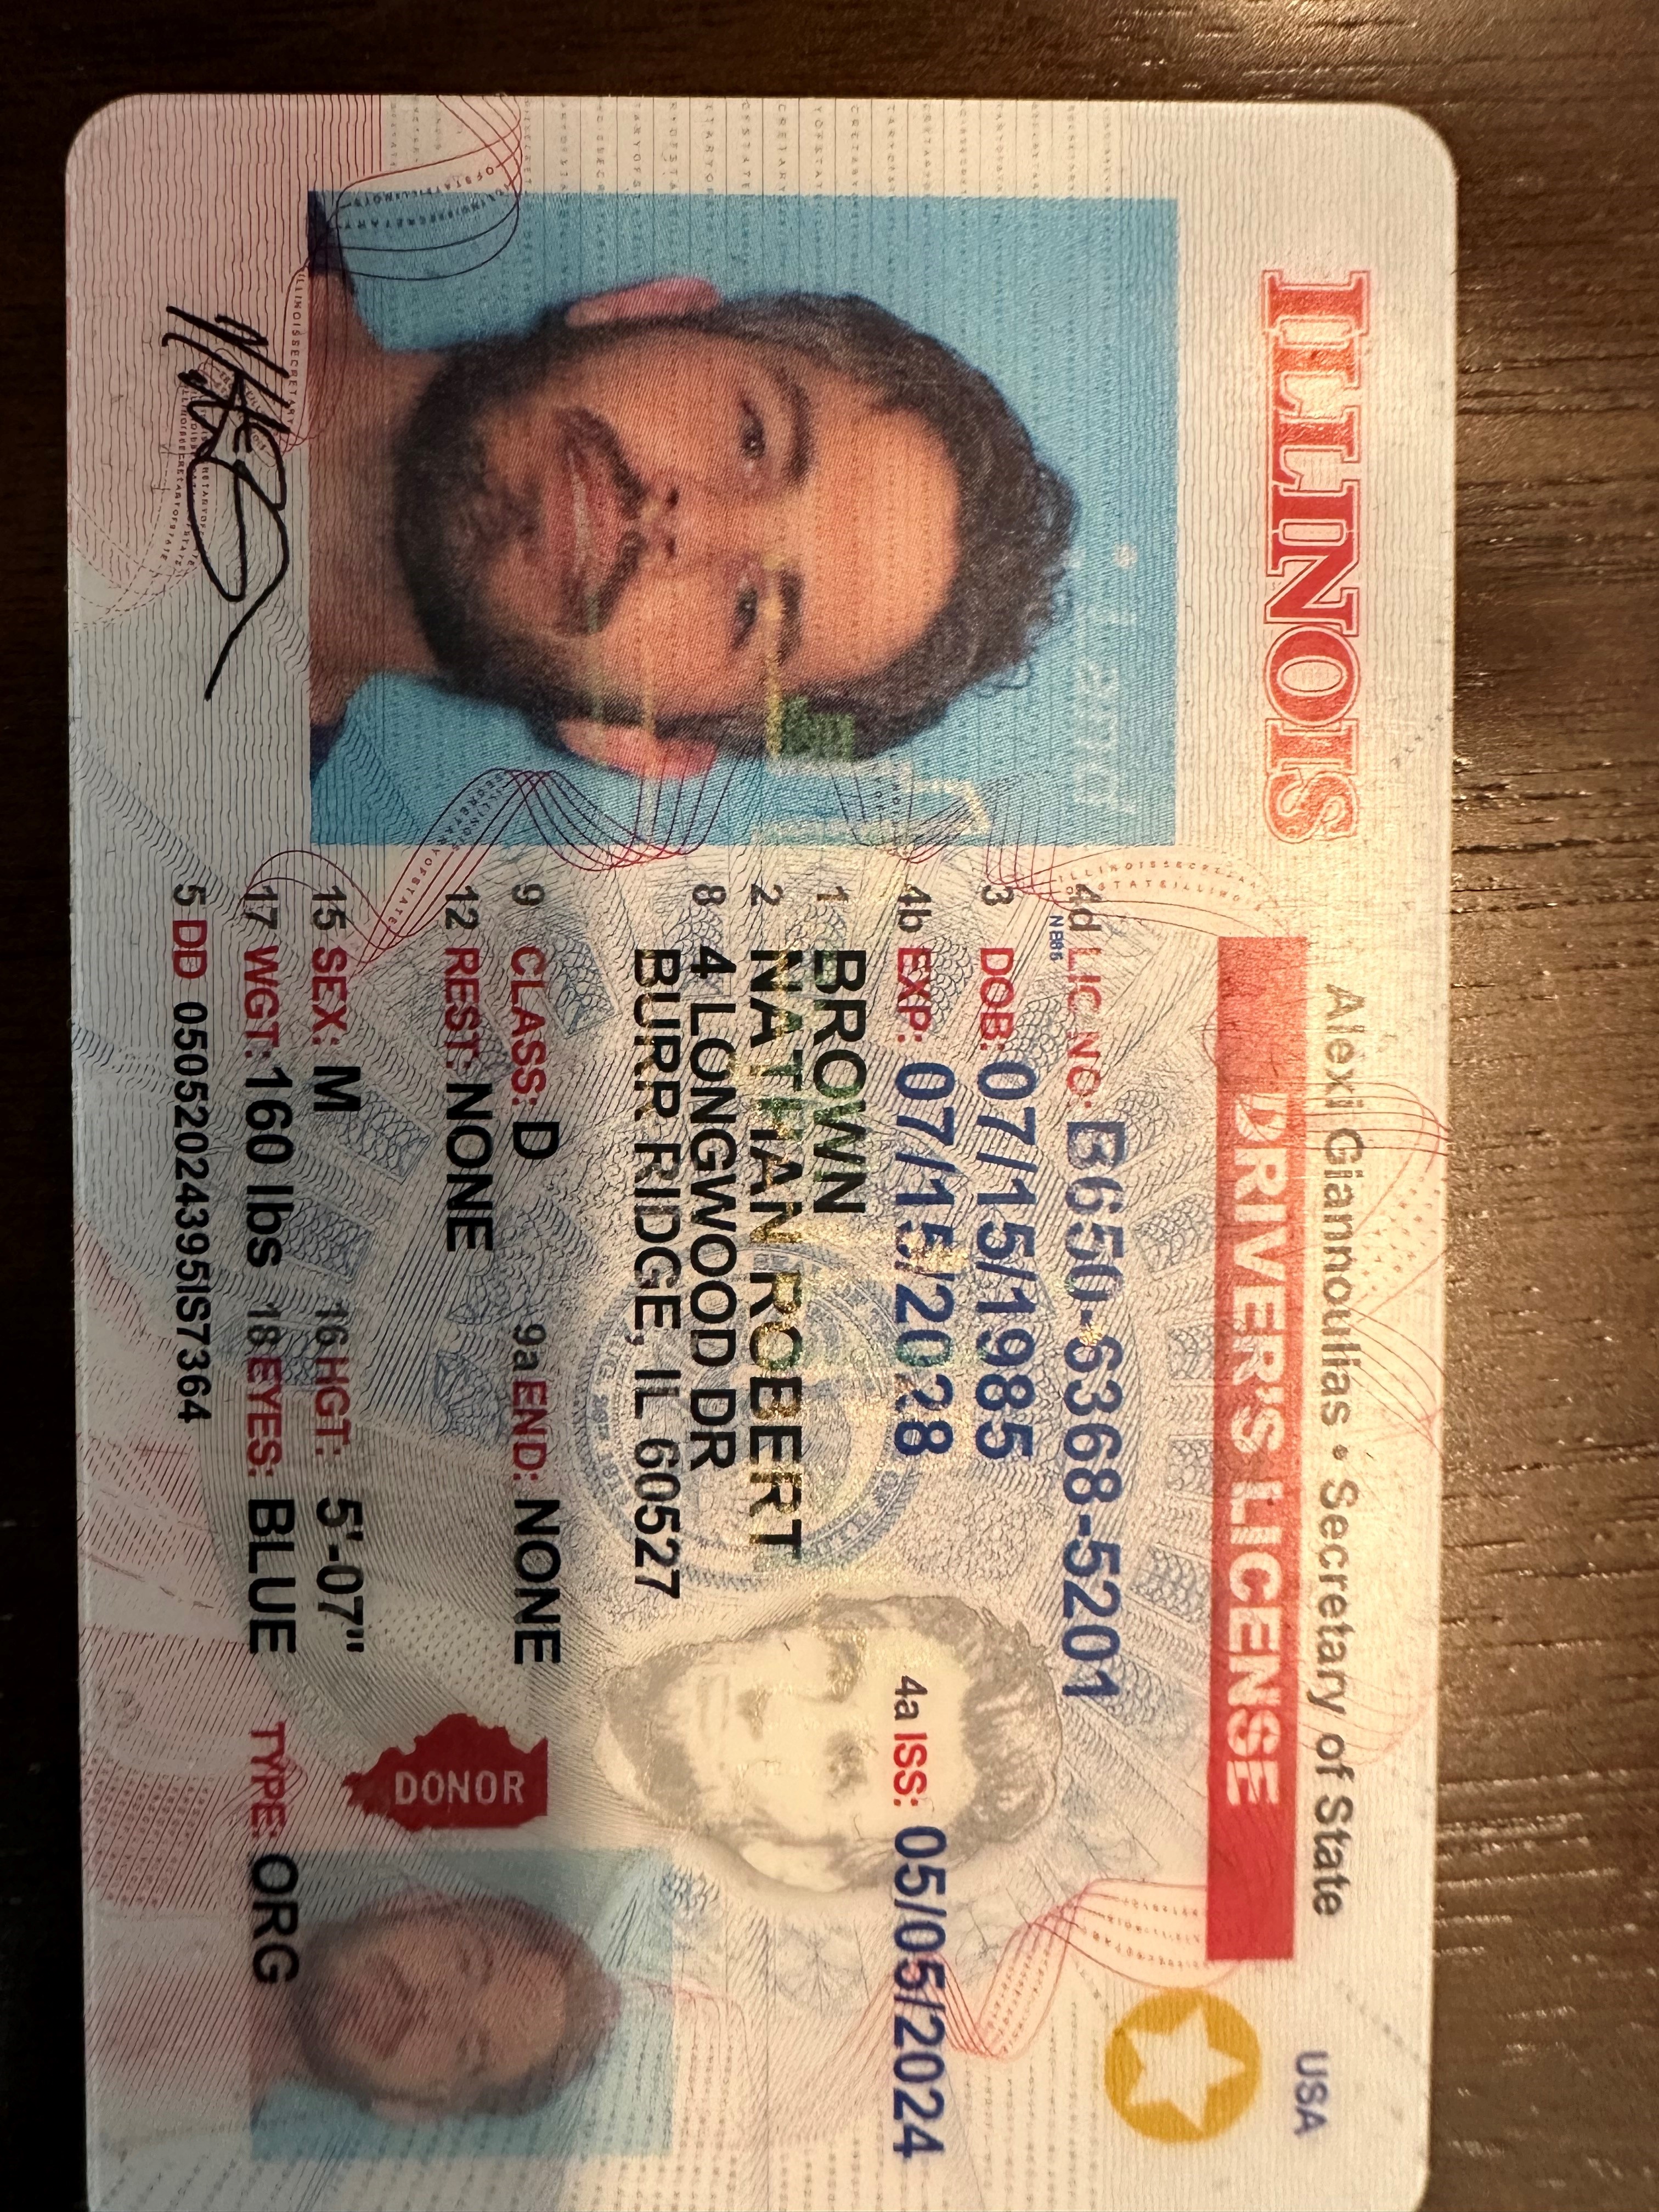 ILLINOIS
Alexi Giannoulias • Secretary of State
USA
DRIVER'S LICENSE
4d LIC NO: B650-6368-5201
NB85
3 DOB: 07/15/1985
4b EXP: 07/15/2028
4a ISS: 05/05/2024
1 BROWN
2 NATHAN ROBERT
8 4 LONGWOOD DR
BURR RIDGE, IL 60527
9 CLASS: D
9a END: NONE
12 REST: NONE
DONOR
15 SEX: M
16 HGT: 5'-07"
17 WGT: 160 lbs
18 EYES: BLUE
TYPE: ORG
5 DD 05052024395IS7364